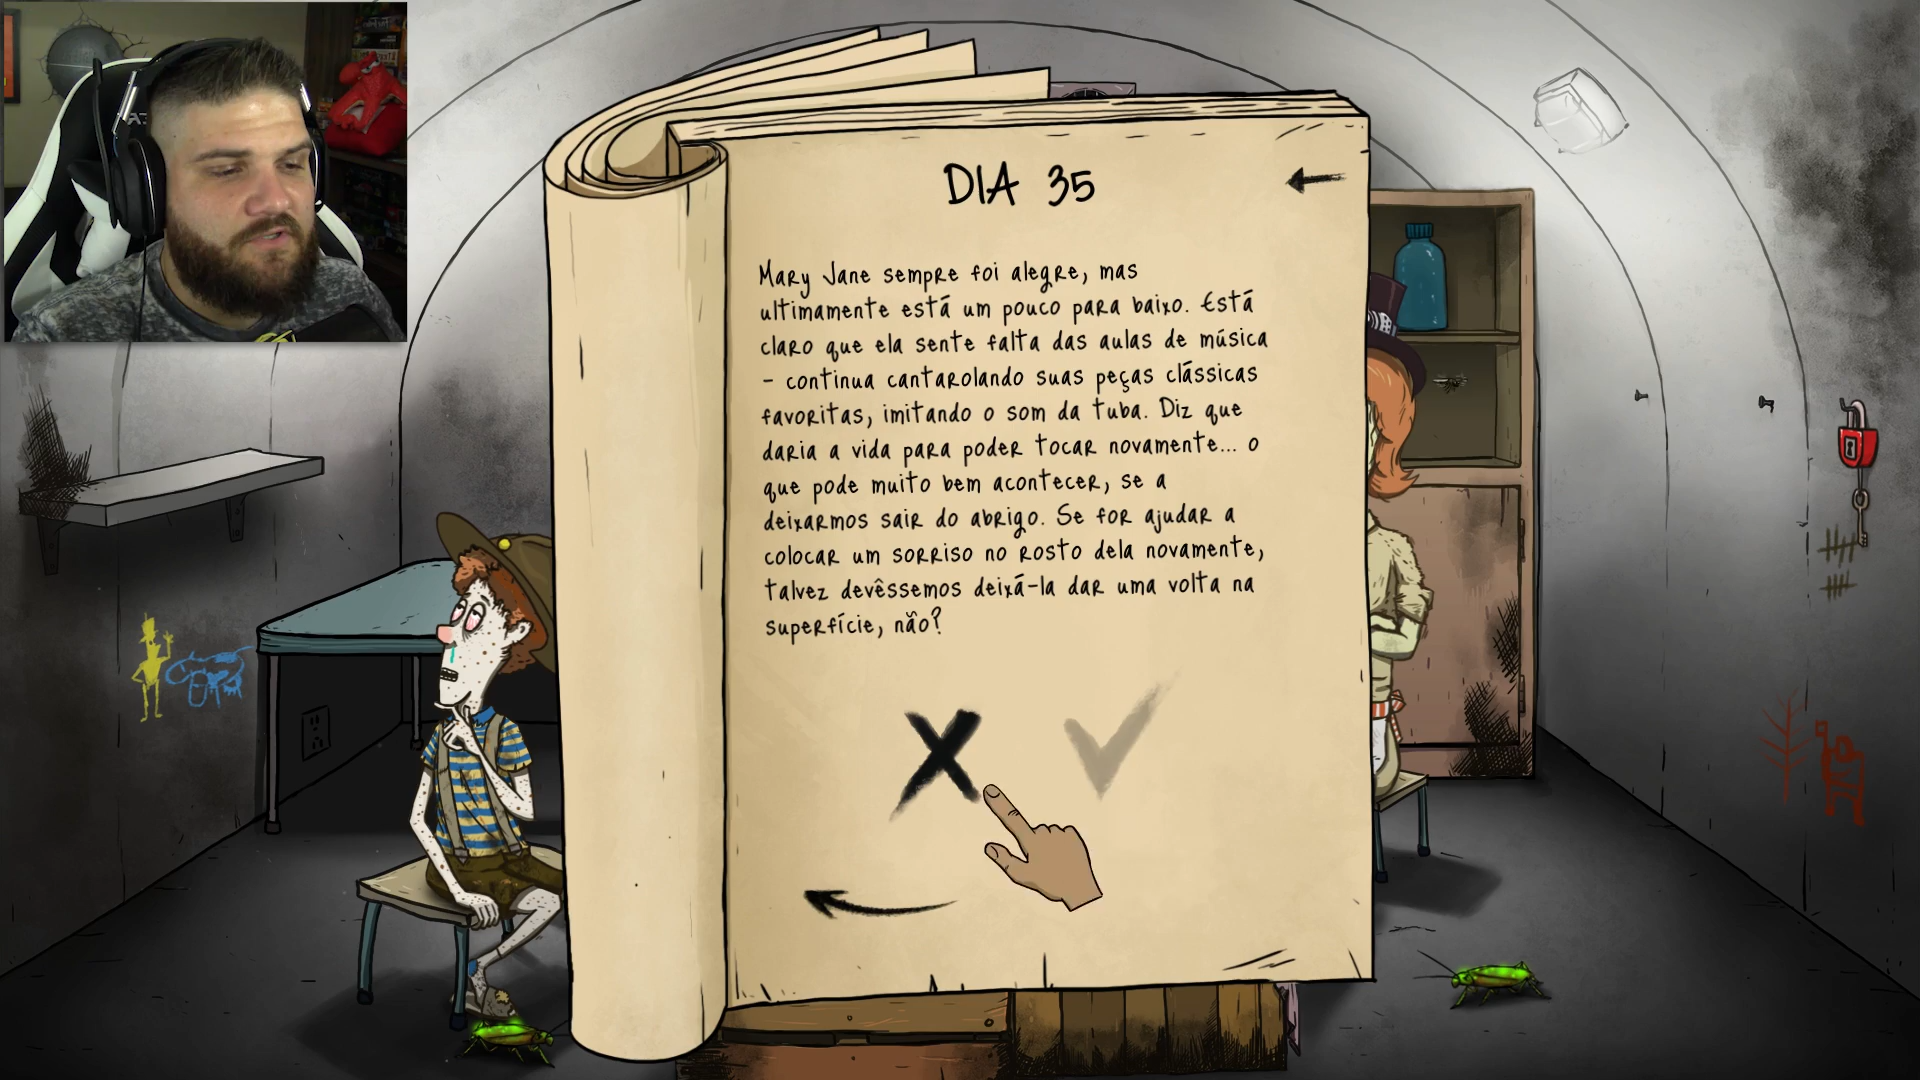 DIA 35
Mary Jane sempre foi alegre, mas
ultimamente está um pouco para baixo. Está
claro que ela sente falta das aulas de música
- continua cantarolando suas peças clássicas
favoritas, imitando o som da tuba. Diz que
daria a vida para poder tocar novamente... o
que pode muito bem acontecer, se a
deixarmos sair do abrigo. Se for ajudar a
colocar um sorriso no rosto dela novamente,
talvez devêssemos deixá-la dar uma volta na
superfície, não?